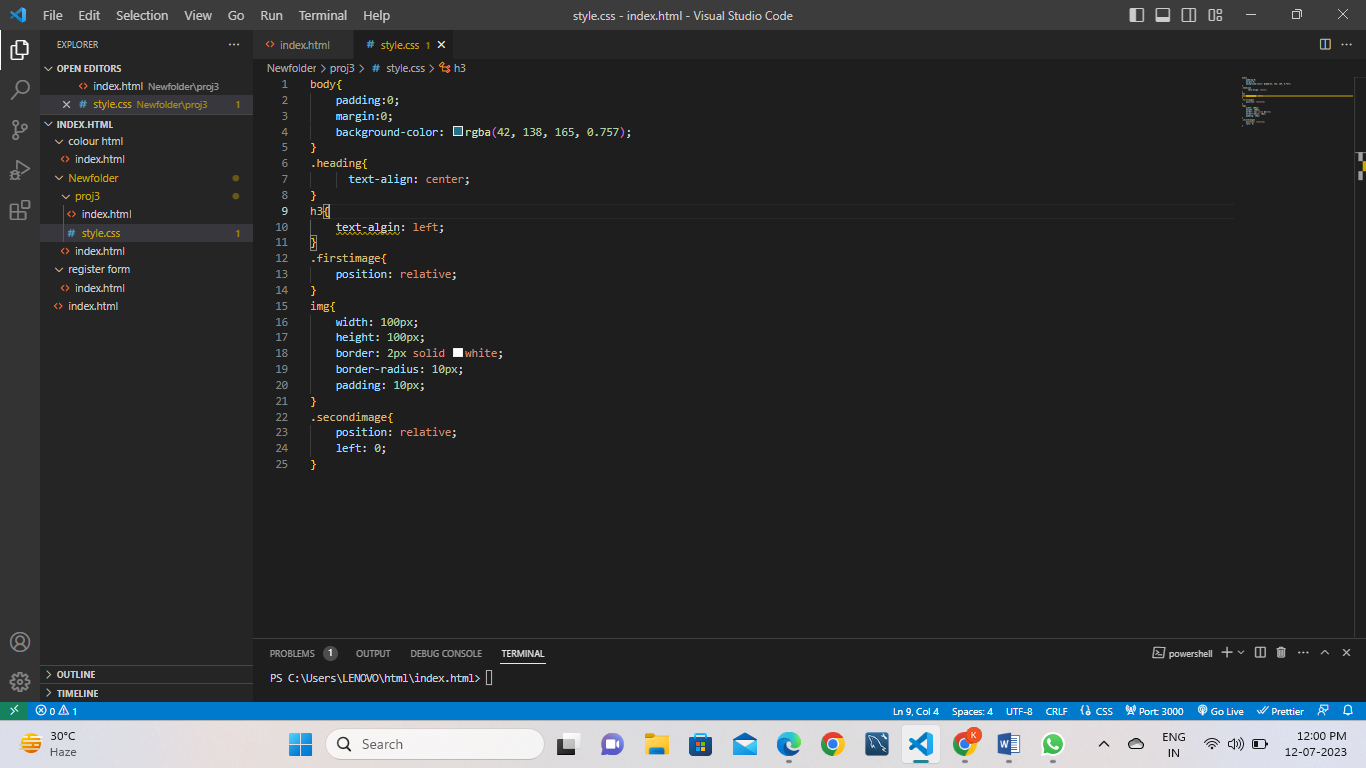 File Edit Selection View Go Run Terminal Help
style.css - index.html - Visual Studio Code
EXPLORER
OPEN EDITORS
index.html Newfolder\proj3
style.css Newfolder\proj3 1
INDEX.HTML
colour html
index.html
Newfolder
proj3
index.html
style.css 1
index.html
register form
index.html
index.html
OUTLINE
TIMELINE
index.html
style.css 1
Newfolder > proj3 > # style.css > h3
1 body{
2 padding:0;
3 margin:0;
4 background-color: rgba(42, 138, 165, 0.757);
5 }
6 .heading{
7 text-align: center;
8 }
9 h3{
10 text-algin: left;
11 }
12 .firstimage{
13 position: relative;
14 }
15 img{
16 width: 100px;
17 height: 100px;
18 border: 2px solid white;
19 border-radius: 10px;
20 padding: 10px;
21 }
22 .secondimage{
23 position: relative;
24 left: 0;
25 }
PROBLEMS 1 OUTPUT DEBUG CONSOLE TERMINAL
powershell
PS C:\Users\LENOVO\html\index.html>
0 1
Ln 9, Col 4 Spaces: 4 UTF-8 CRLF CSS Port: 3000 Go Live Prettier
30°C
Haze
Search
K
ENG
IN
12:00 PM
12-07-2023